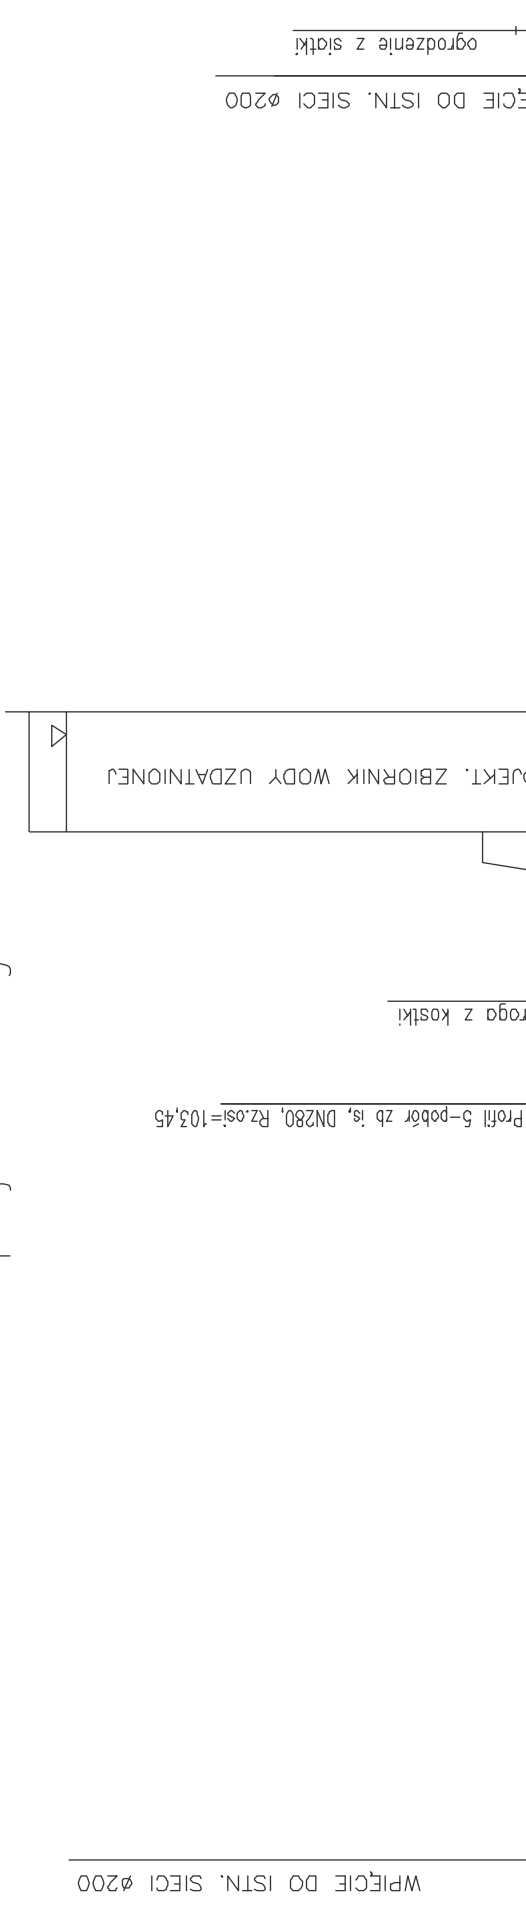 WPIĘCIE DO ISTN. SIECI ø200
Profil 5-pobór zb is, DN280, Rz.osi=103,45
roga z kostki
JEKT. ZBIORNIK WODY UZDATNIONEJ
ĘCIE DO ISTN. SIECI ø200
ogrodzenie z siatki